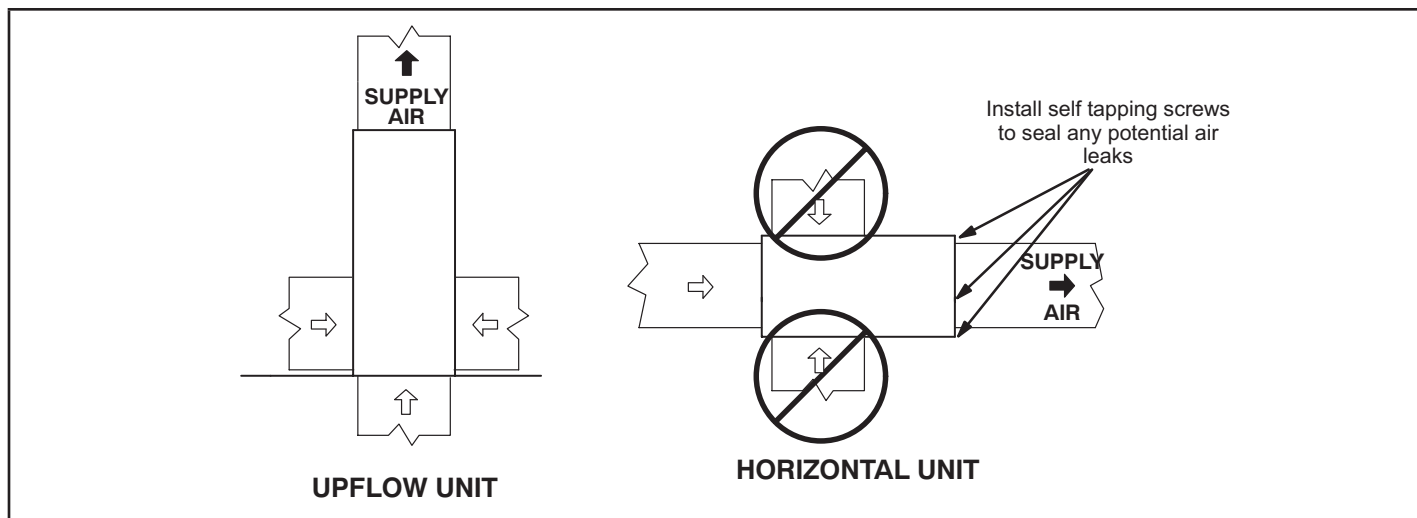 SUPPLY
AIR
UPFLOW UNIT
Install self tapping screws
to seal any potential air
leaks
SUPPLY
AIR
HORIZONTAL UNIT